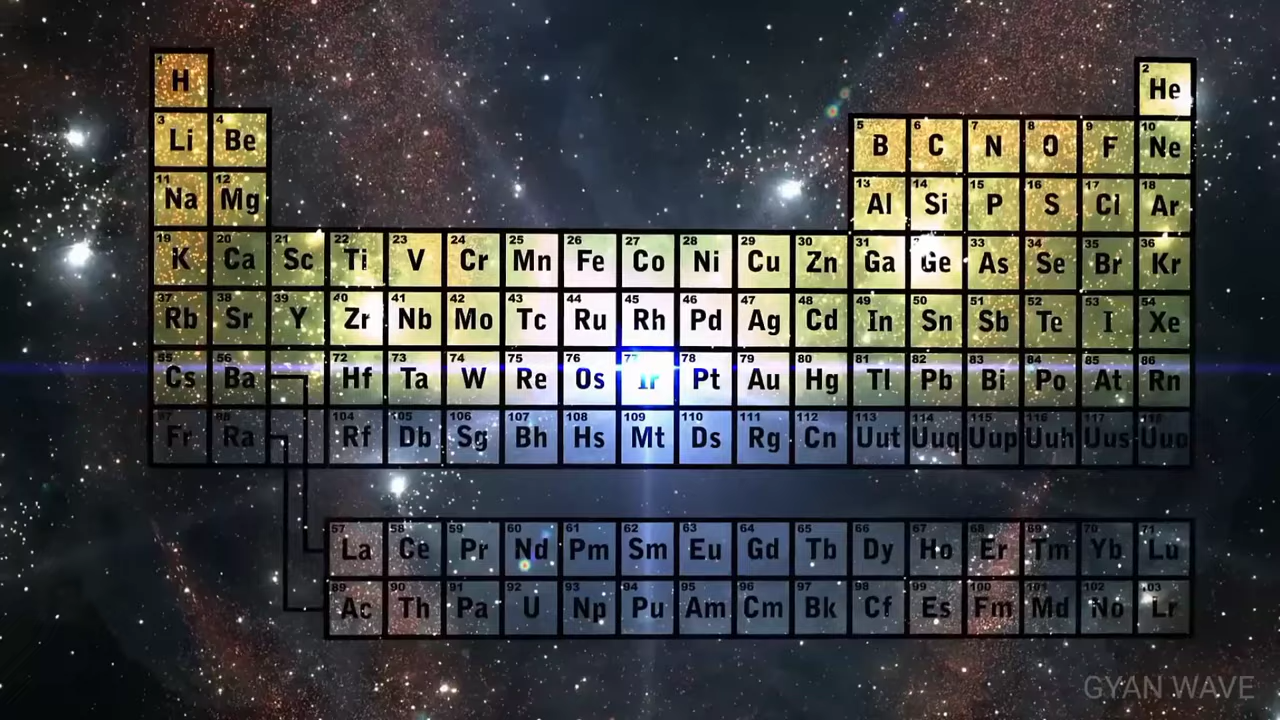 1 2
H He
3 4 5 6 7 8 9 10
Li Be B C N O F Ne
11 12 13 14 15 16 17 18
Na Mg Al Si P S Cl Ar
19 20 21 22 23 24 25 26 27 28 29 30 31 33 34 35 36
K Ca Sc Ti V Cr Mn Fe Co Ni Cu Zn Ga Ge As Se Br Kr
37 38 39 40 41 42 43 44 45 46 47 48 49 50 51 52 53 54
Rb Sr Y Zr Nb Mo Tc Ru Rh Pd Ag Cd In Sn Sb Te I Xe
55 56 72 73 74 75 76 77 78 79 80 81 82 83 84 85 86
Cs Ba Hf Ta W Re Os Ir Pt Au Hg Tl Pb Bi Po At Rn
87 88 104 105 106 107 108 109 110 111 112 113 114 115 116 117 118
Fr Ra Rf Db Sg Bh Hs Mt Ds Rg Cn Uut Uuq Uup Uuh Uus Uuo
57 58 59 60 61 62 63 64 65 66 67 68 69 70 71
La Ce Pr Nd Pm Sm Eu Gd Tb Dy Ho Er Tm Yb Lu
89 90 91 92 93 94 95 96 97 98 99 100 101 102 103
Ac Th Pa U Np Pu Am Cm Bk Cf Es Fm Md No Lr
GYAN WAVE